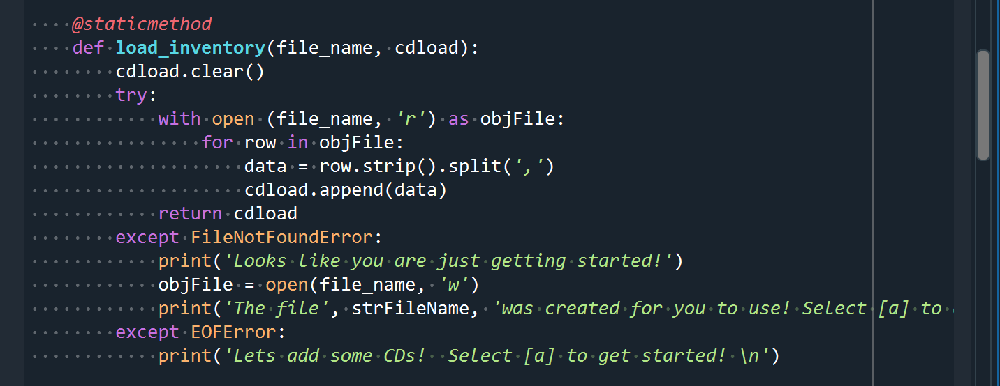 @staticmethod
def load_inventory(file_name, cdload):
cdload.clear()
try:
with open (file_name, 'r') as objFile:
for row in objFile:
data = row.strip().split(',')
cdload.append(data)
return cdload
except FileNotFoundError:
print('Looks like you are just getting started!')
objFile = open(file_name, 'w')
print('The file', strFileName, 'was created for you to use! Select [a] to
except EOFError:
print('Lets add some CDs!  Select [a] to get started! \n')